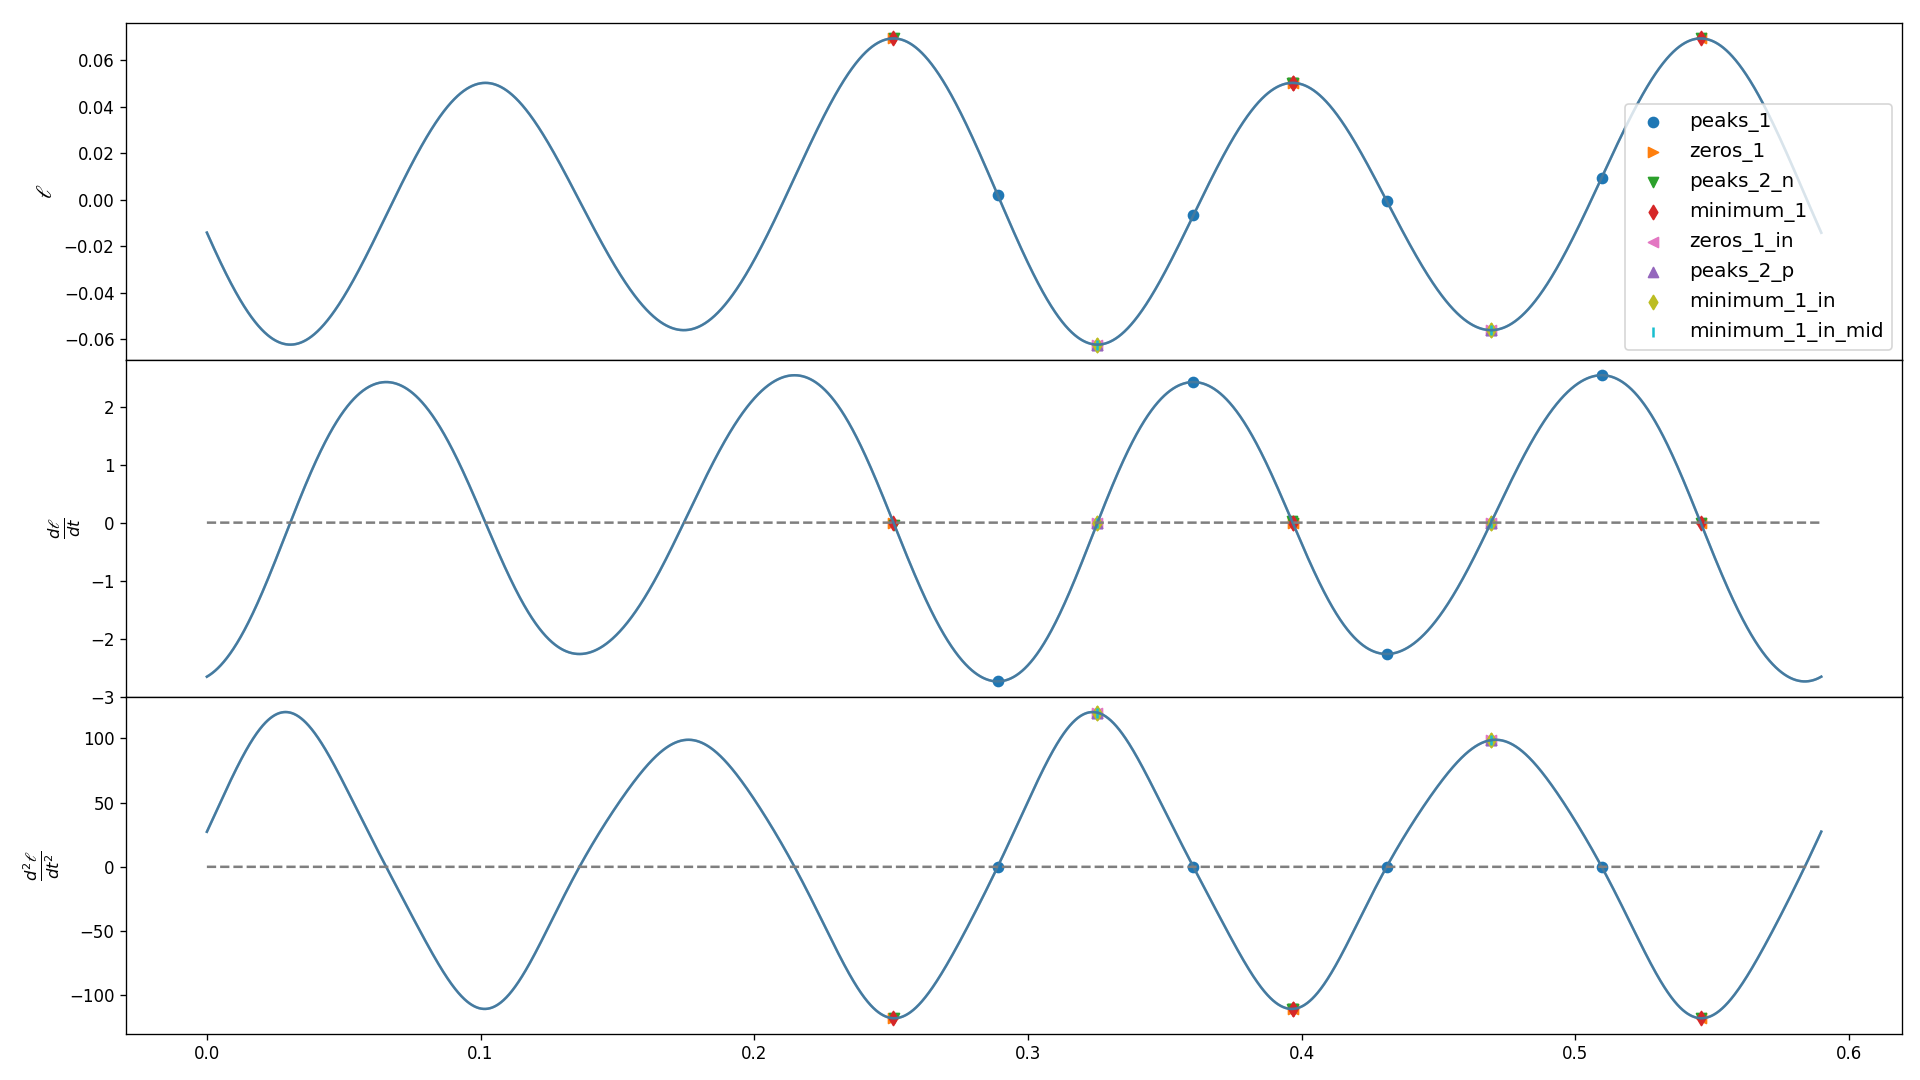 0.06
0.04
0.02
0.00
−0.02
−0.04
−0.06
ℓ
peaks_1
zeros_1
peaks_2_n
minimum_1
zeros_1_in
peaks_2_p
minimum_1_in
minimum_1_in_mid
2
1
0
−1
−2
−3
dℓ/dt
100
50
0
−50
−100
d²ℓ/dt²
0.0 0.1 0.2 0.3 0.4 0.5 0.6